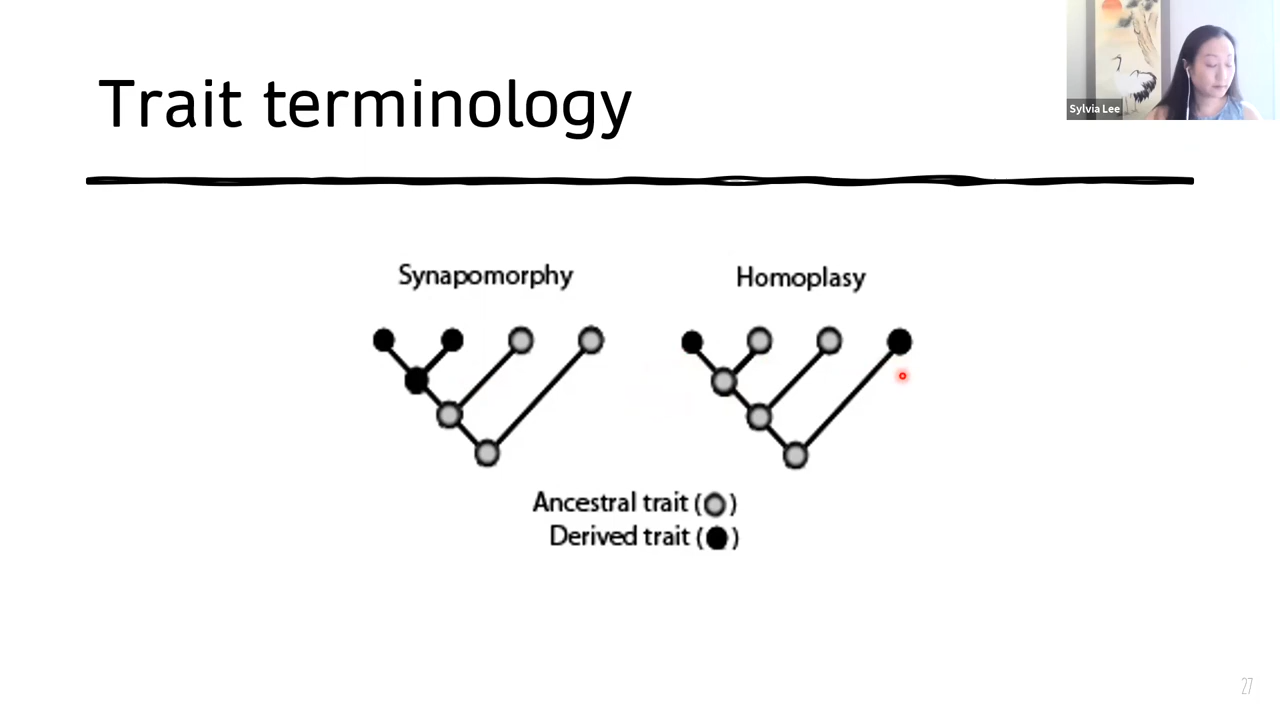 Trait terminology
Sylvia Lee
Synapomorphy
Homoplasy
Ancestral trait ( )
Derived trait ( )
27